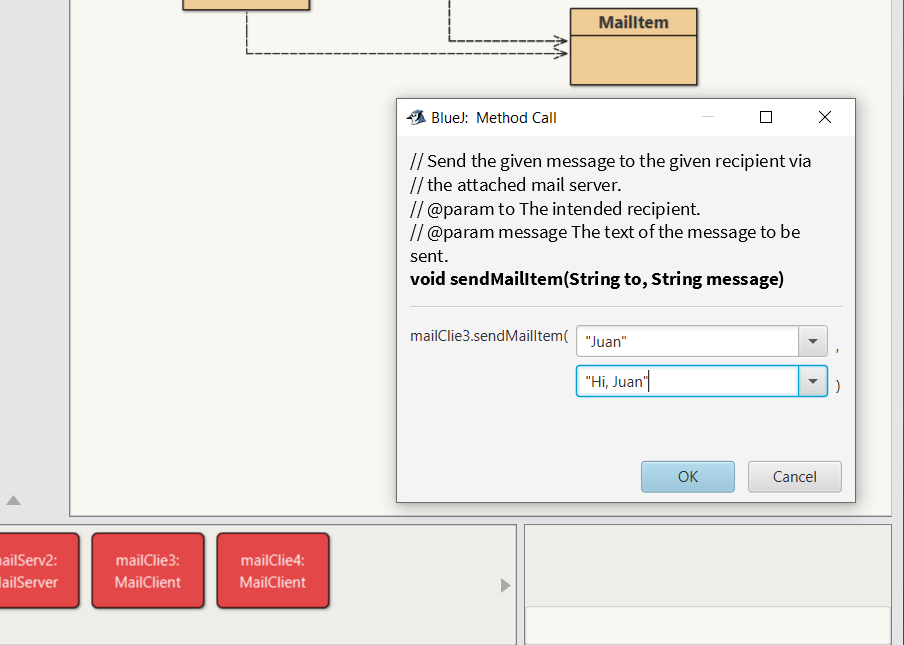 MailItem
BlueJ: Method Call
// Send the given message to the given recipient via
// the attached mail server.
// @param to The intended recipient.
// @param message The text of the message to be
sent.
void sendMailItem(String to, String message)
mailClie3.sendMailItem( "Juan" ,
"Hi, Juan" )
OK Cancel
ailServ2:
ailServer
mailClie3:
MailClient
mailClie4:
MailClient